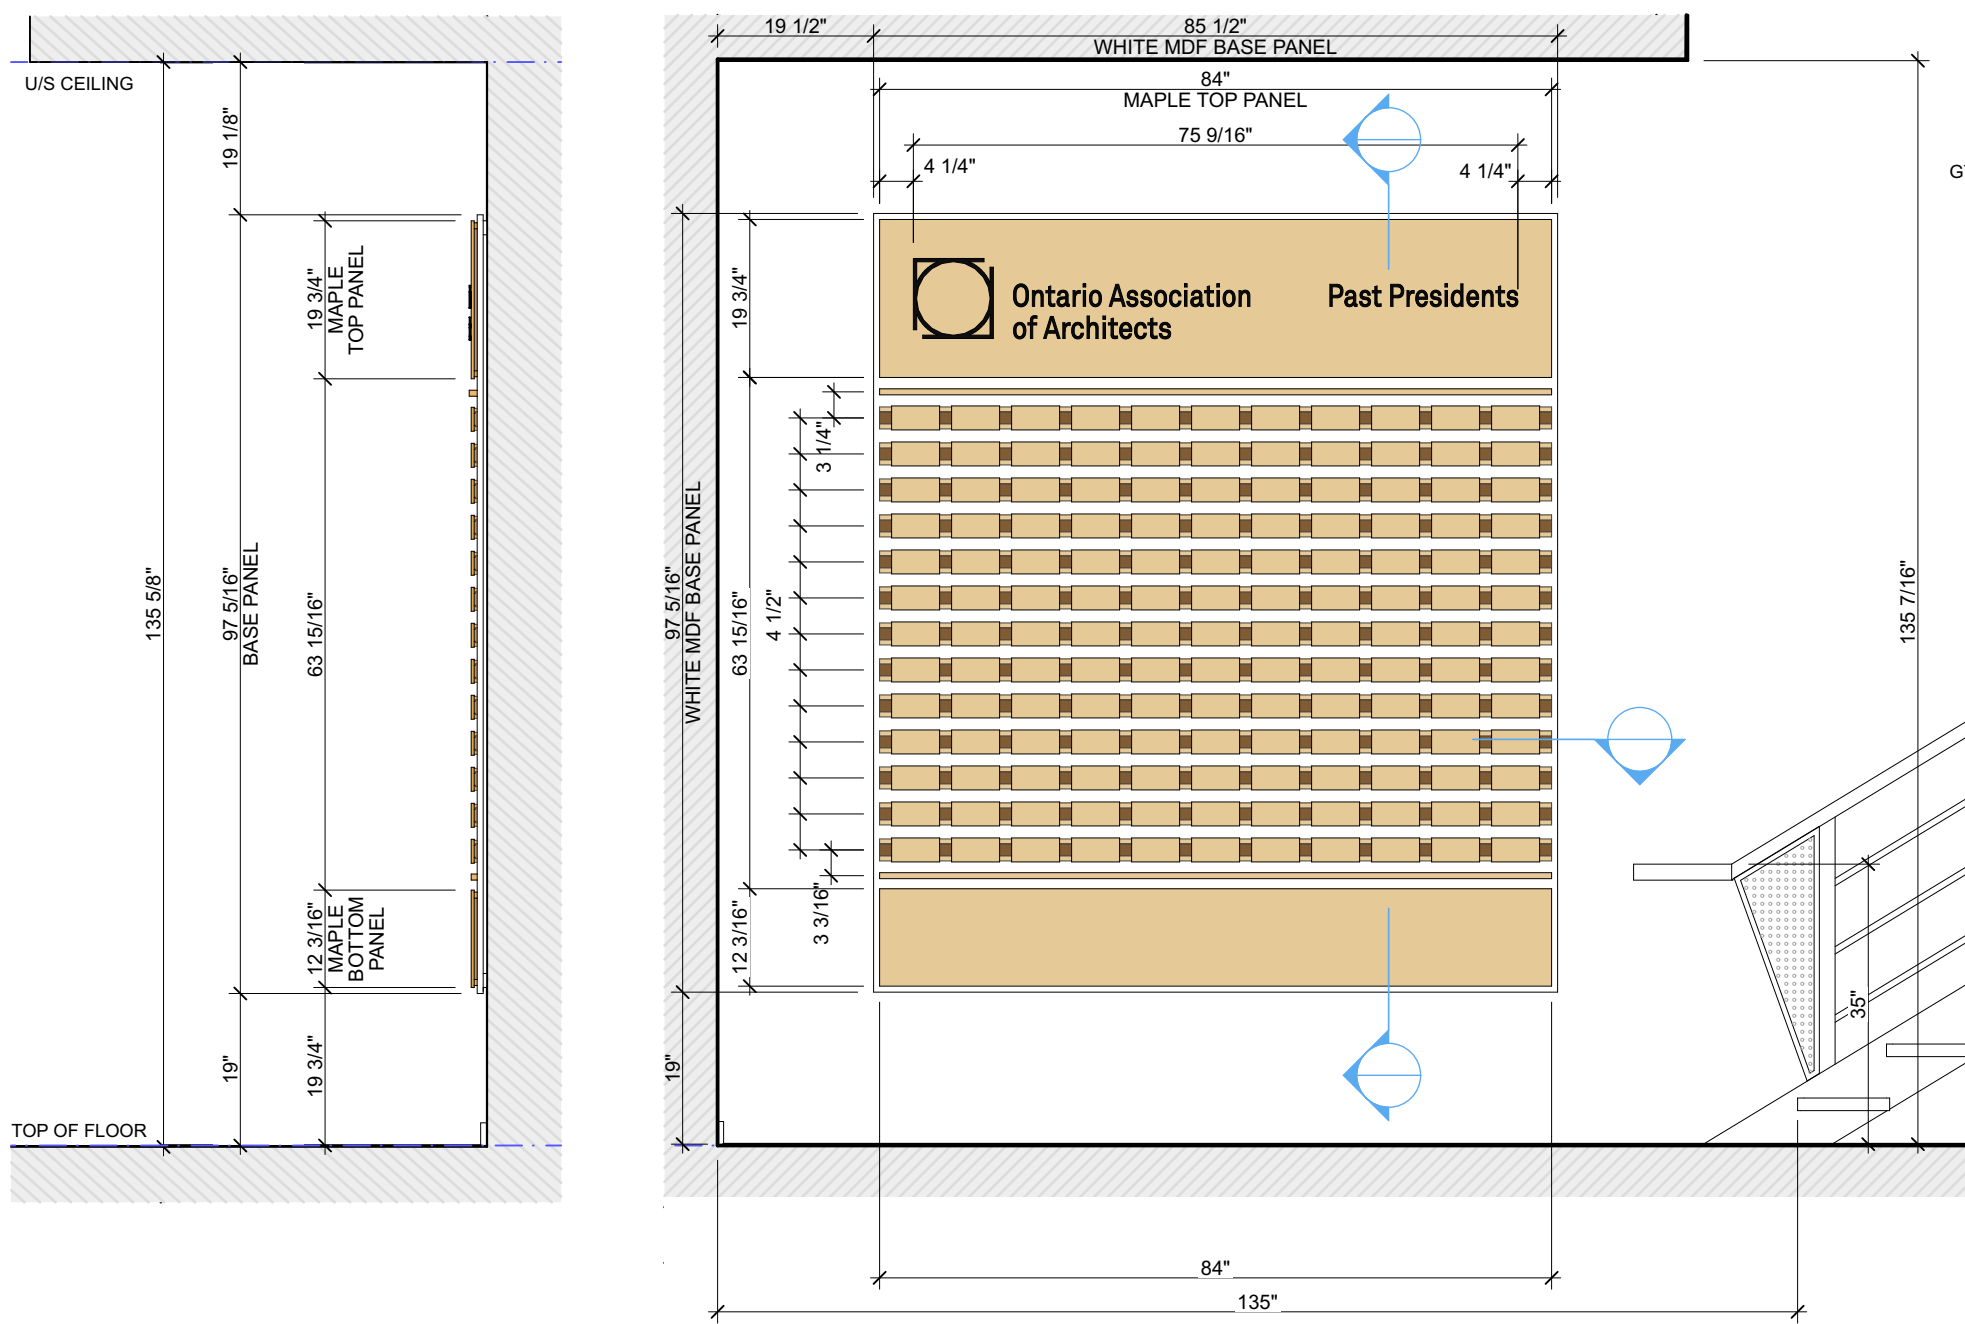 U/S CEILING
19 1/8"
19 3/4"
MAPLE
TOP PANEL
135 5/8"
97 5/16"
BASE PANEL
63 15/16"
12 3/16"
MAPLE
BOTTOM
PANEL
19"
19 3/4"
TOP OF FLOOR
19 1/2"
85 1/2"
WHITE MDF BASE PANEL
84"
MAPLE TOP PANEL
75 9/16"
4 1/4"
4 1/4"
19 3/4"
Ontario Association
of Architects
Past Presidents
3 1/4"
97 5/16"
WHITE MDF BASE PANEL
63 15/16"
4 1/2"
12 3/16"
3 3/16"
19"
135 7/16"
35"
84"
135"